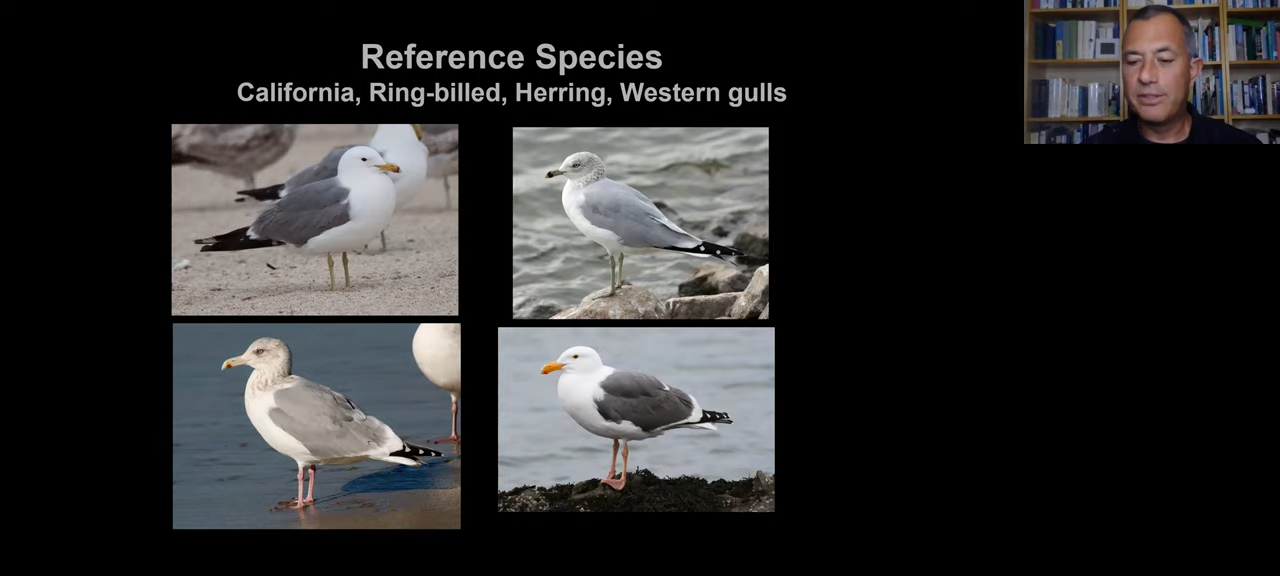 Reference Species
California, Ring-billed, Herring, Western gulls